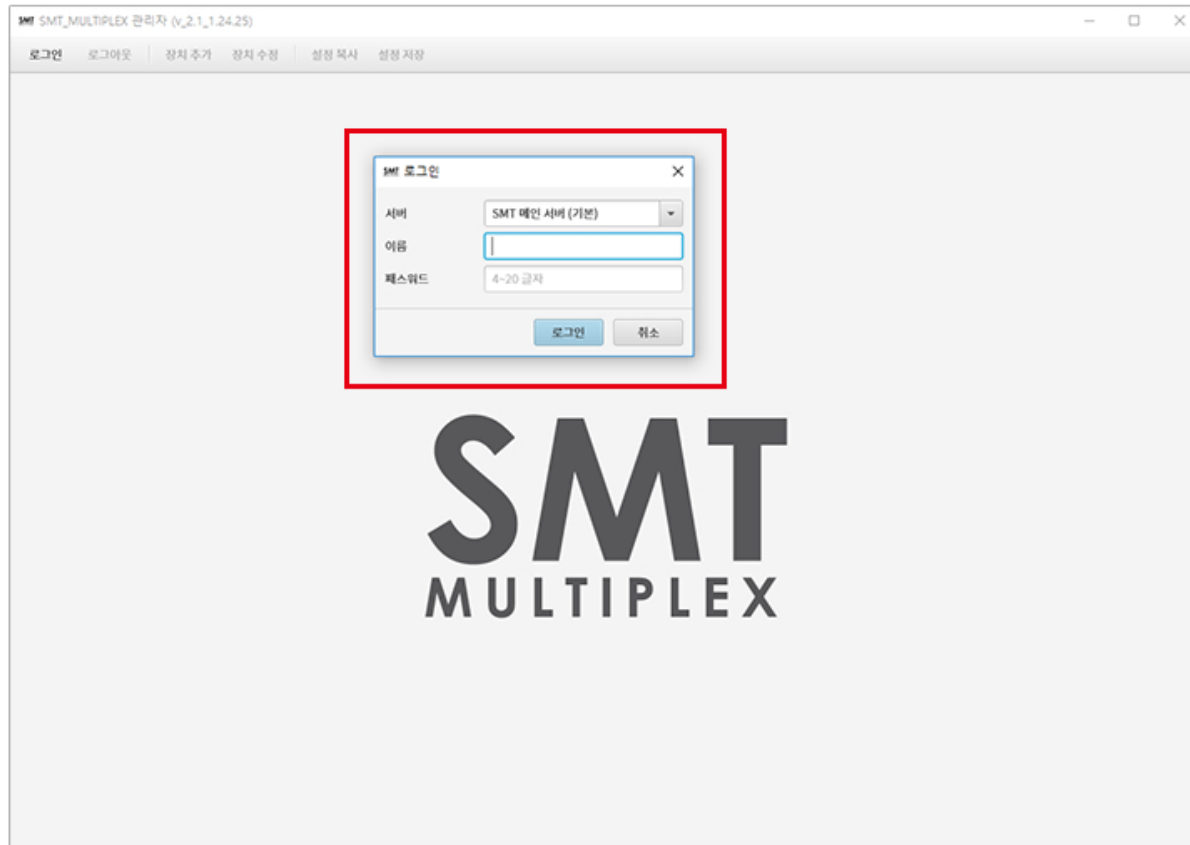 SMT SMT_MULTIPLEX 관리자 (v_2.1_1.24.25)
로그인 로그아웃 장치 추가 장치 수정 설정 복사 설정 저장
SMT 로그인
서버 SMT 메인 서버 (기본)
이름
패스워드 4~20 글자
로그인 취소
SMT
MULTIPLEX